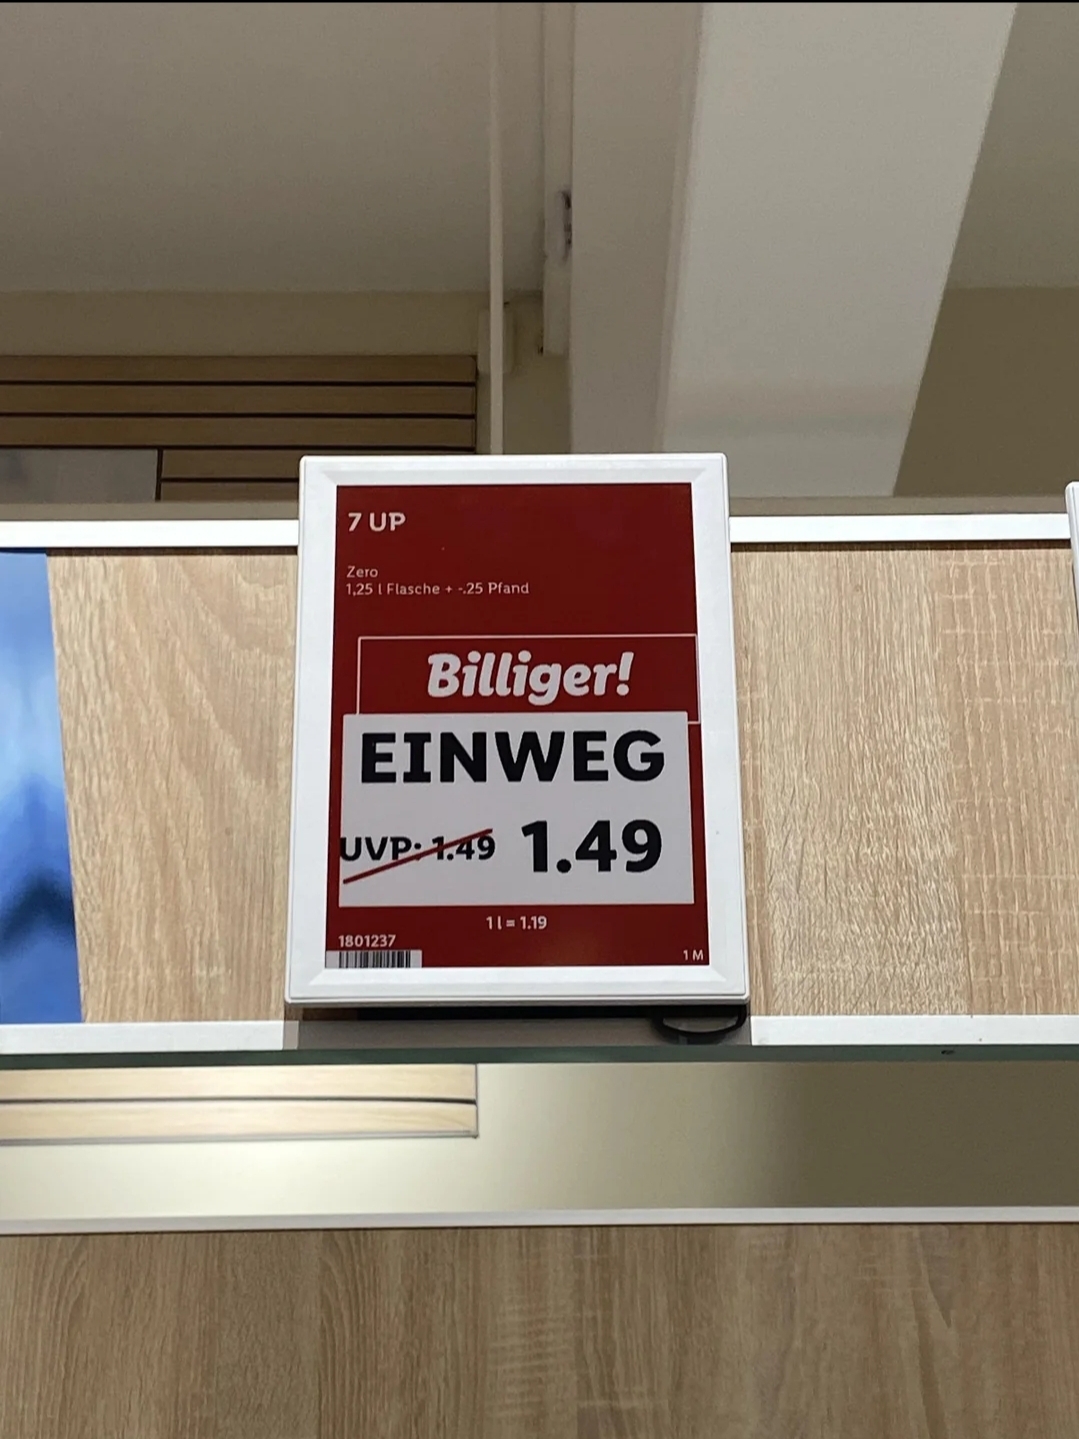 7 UP
Zero
1,25 l Flasche + -.25 Pfand
Billiger!
EINWEG
UVP: 1.49 1.49
1 l = 1.19
1801237
1 M